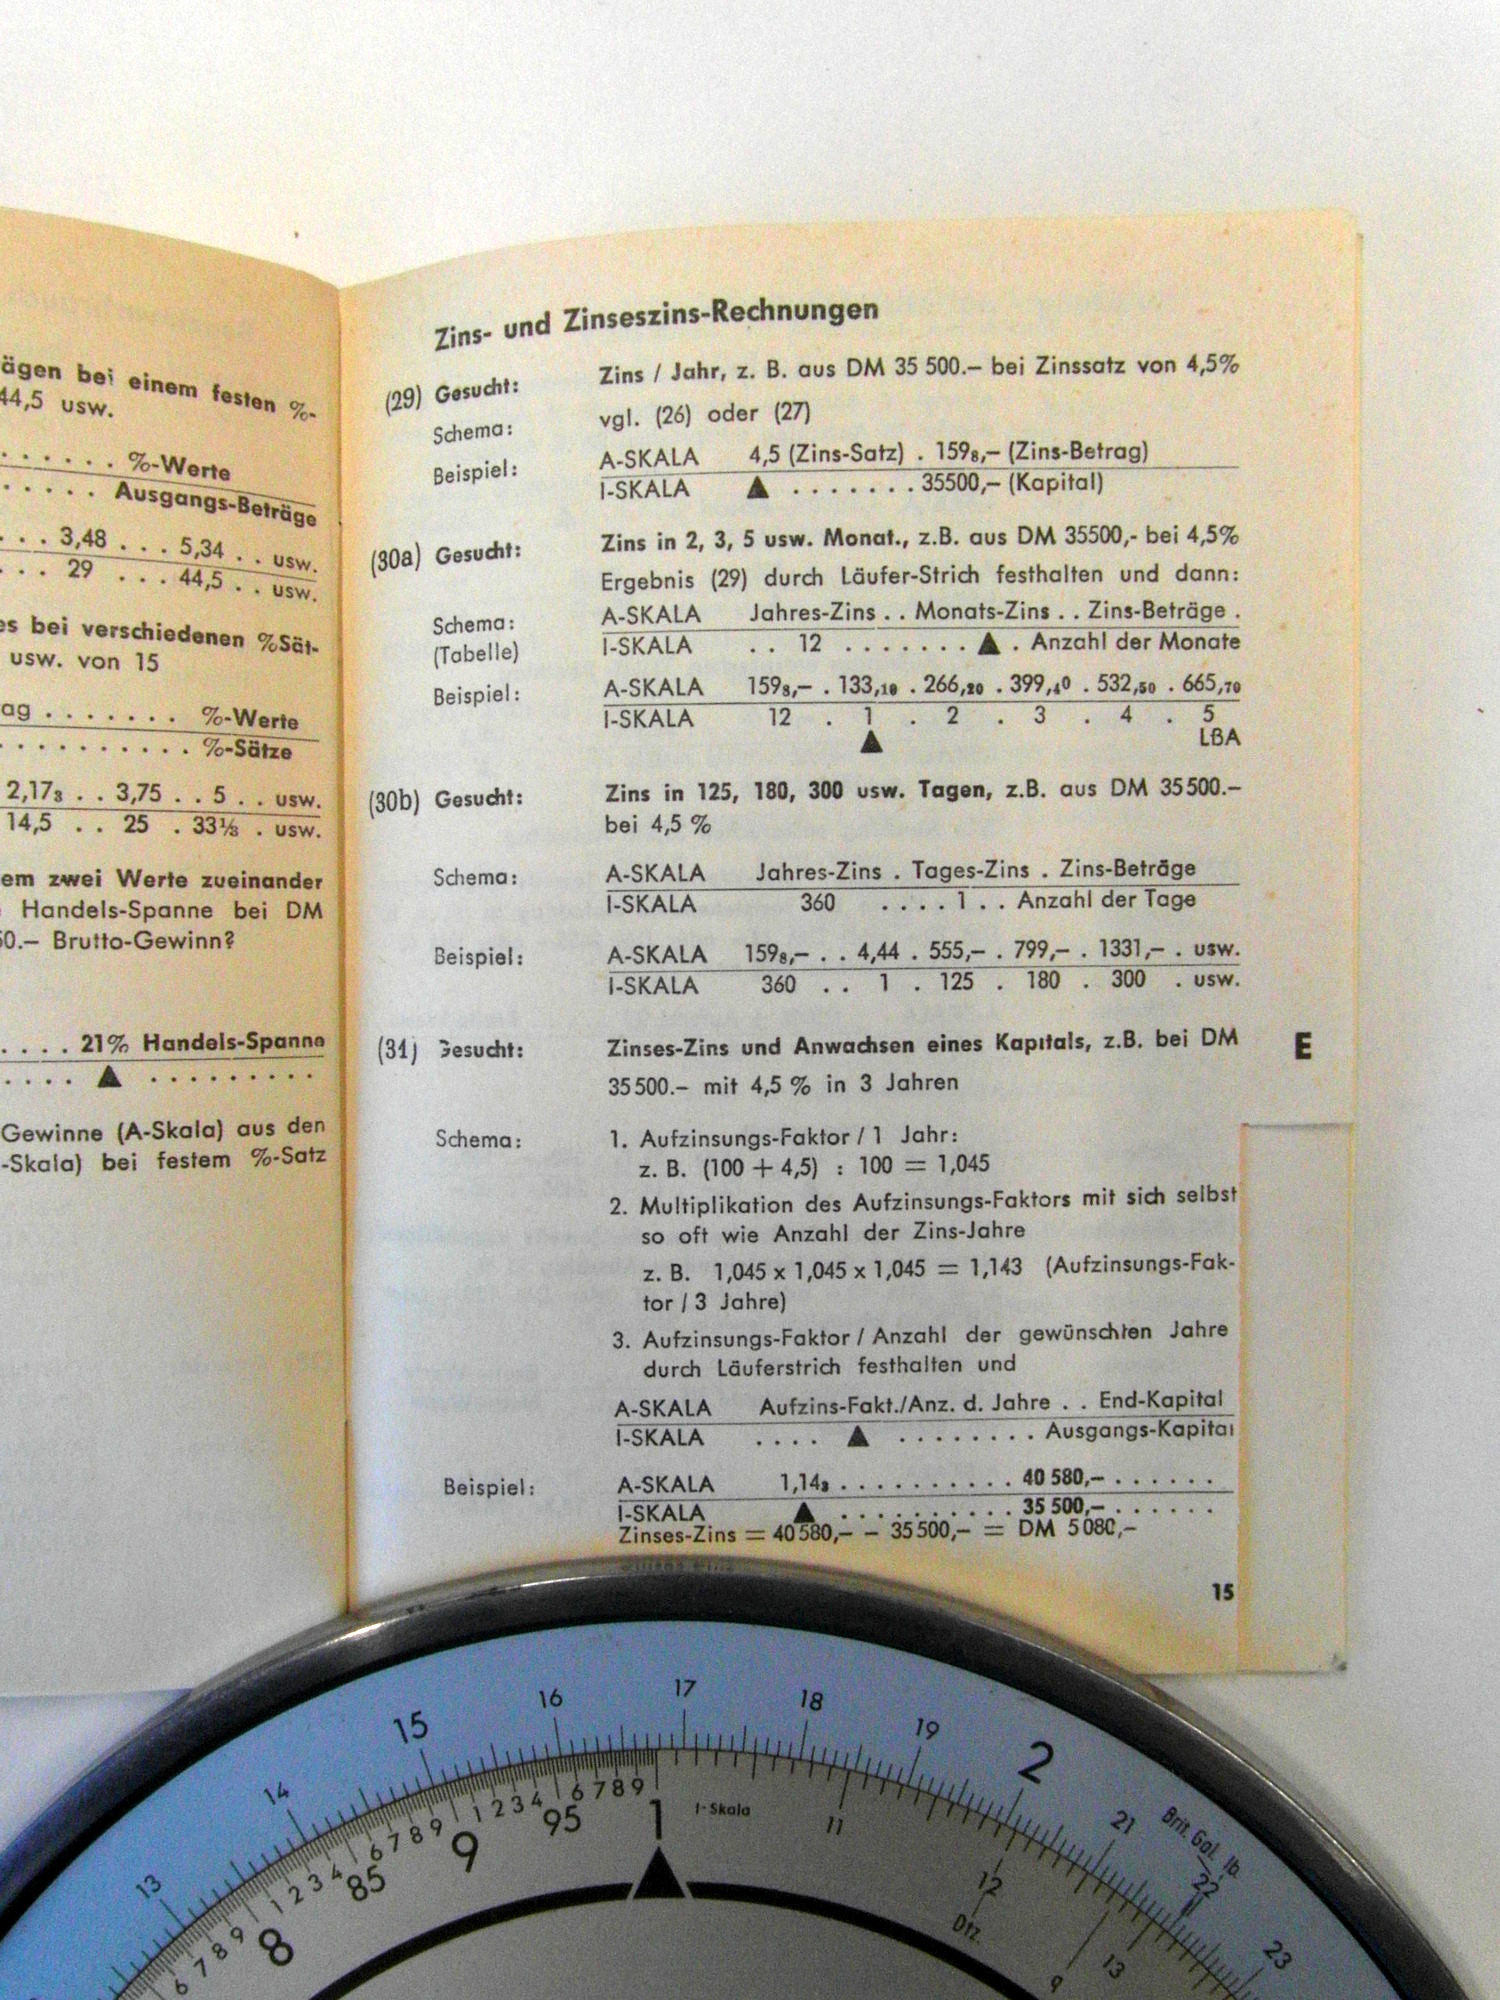 ägen bei einem festen %-
44,5 usw.
. . . . . . %-Werte
. . . . . Ausgangs-Beträge
. . . 3,48 . . . 5,34 . . usw.
. . . 29 . . . 44,5 . . usw.
es bei verschiedenen %Sät-
usw. von 15
ag . . . . . . . %-Werte
. . . . . . . . . . %-Sätze
2,17₃ . . 3,75 . . 5 . . usw.
14,5 . . 25 . 33⅓ . usw.
em zwei Werte zueinander
Handels-Spanne bei DM
50.– Brutto-Gewinn?
. . . . 21% Handels-Spanne
. . . . ▲ . . . . . . . . .
Gewinne (A-Skala) aus den
-Skala) bei festem %-Satz
Zins- und Zinseszins-Rechnungen
(29) Gesucht: Zins / Jahr, z. B. aus DM 35 500.– bei Zinssatz von 4,5%
Schema: vgl. (26) oder (27)
Beispiel: A-SKALA 4,5 (Zins-Satz) . 159₈,– (Zins-Betrag)
I-SKALA ▲ . . . . . . . 35500,– (Kapital)
(30a) Gesucht: Zins in 2, 3, 5 usw. Monat., z.B. aus DM 35500,- bei 4,5%
Ergebnis (29) durch Läufer-Strich festhalten und dann:
Schema: A-SKALA Jahres-Zins . . Monats-Zins . . Zins-Beträge .
(Tabelle) I-SKALA . . 12 . . . . . . . ▲ . Anzahl der Monate
Beispiel: A-SKALA 159₈,– . 133,₁₀ . 266,₂₀ . 399,₄⁰ . 532,₅₀ . 665,₇₀
I-SKALA 12 . 1 . 2 . 3 . 4 . 5
▲ LBA
(30b) Gesucht: Zins in 125, 180, 300 usw. Tagen, z.B. aus DM 35500.–
bei 4,5 %
Schema: A-SKALA Jahres-Zins . Tages-Zins . Zins-Beträge
I-SKALA 360 . . . . 1 . . Anzahl der Tage
Beispiel: A-SKALA 159₈,– . . 4,44 . 555,– . 799,– . 1331,– . usw.
I-SKALA 360 . . 1 . 125 . 180 . 300 . usw.
(31) Gesucht: Zinses-Zins und Anwachsen eines Kapitals, z.B. bei DM
35500.– mit 4,5 % in 3 Jahren
E
Schema: 1. Aufzinsungs-Faktor / 1 Jahr:
z. B. (100 + 4,5) : 100 = 1,045
2. Multiplikation des Aufzinsungs-Faktors mit sich selbst
so oft wie Anzahl der Zins-Jahre
z. B. 1,045 x 1,045 x 1,045 = 1,143 (Aufzinsungs-Fak-
tor / 3 Jahre)
3. Aufzinsungs-Faktor / Anzahl der gewünschten Jahre
durch Läuferstrich festhalten und
A-SKALA Aufzins-Fakt./Anz. d. Jahre . . End-Kapital
I-SKALA . . . . ▲ . . . . . . . . Ausgangs-Kapital
Beispiel: A-SKALA 1,14₃ . . . . . . . . . . 40 580,– . . . . . .
I-SKALA ▲ . . . . . . . . . . 35 500,– . . . . . .
Zinses-Zins = 40580,– – 35500,– = DM 5080,–
15
13 14 15 16 17 18 19 2 21 22 23
Brit. Gal. lb.
6 7 8 9 8 1 2 3 4 85 6 7 8 9 9 1 2 3 4 95 6 7 8 9 1 I-Skala 11 12 13
Dtz.
9